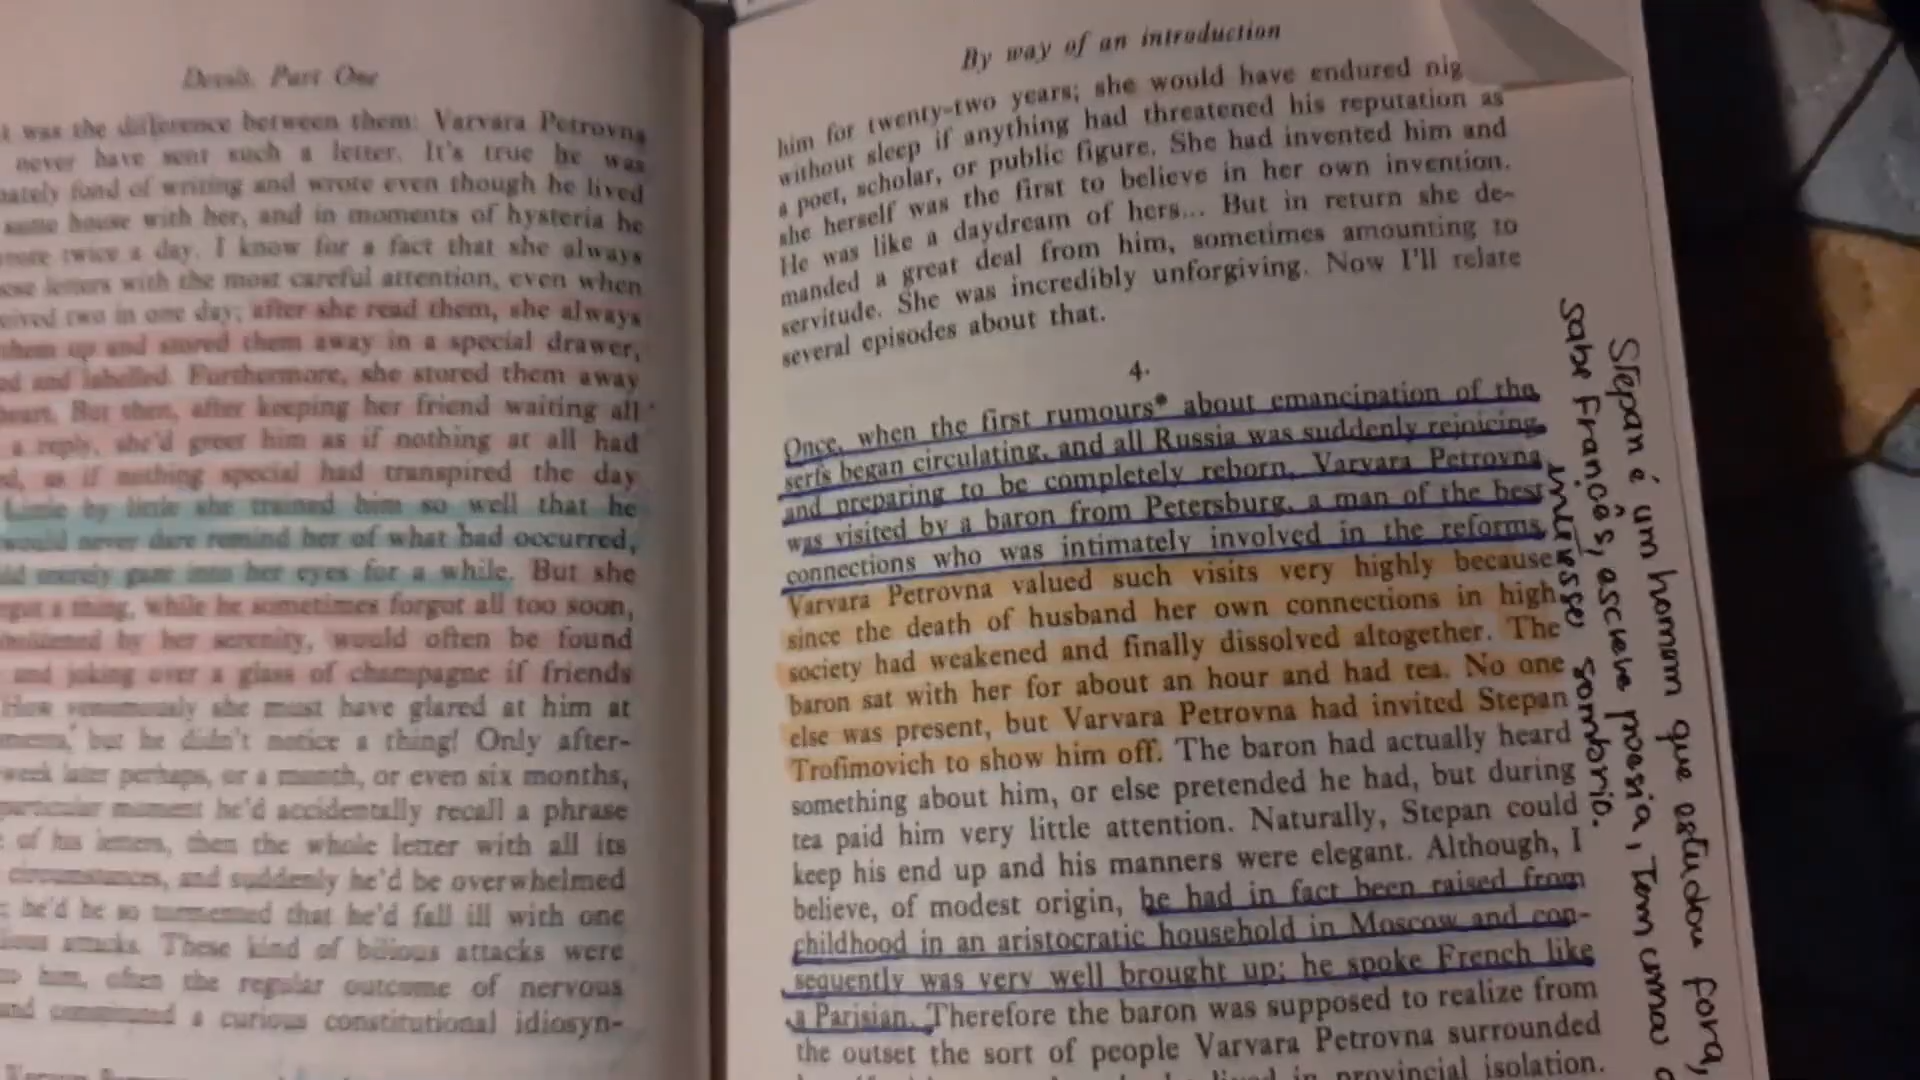 Devils, Part One
t was the difference between them: Varvara Petrovna
never have sent such a letter. It's true he was
nately fond of writing and wrote even though he lived
same house with her, and in moments of hysteria he
wrote twice a day. I know for a fact that she always
letters with the most careful attention, even when
ceived two in one day; after she read them, she always
them up and stored them away in a special drawer,
ed and labelled. Furthermore, she stored them away
heart. But then, after keeping her friend waiting all
a reply, she'd greet him as if nothing at all had
d, as if nothing special had transpired the day
Little by little she trained him so well that he
would never dare remind her of what had occurred,
ld merely gaze into her eyes for a while. But she
rgot a thing, while he sometimes forgot all too soon,
by her serenity, would often be found
and joking over a glass of champagne if friends
How venomously she must have glared at him at
ments, but he didn't notice a thing! Only after-
week later perhaps, or a month, or even six months,
particular moment he'd accidentally recall a phrase
of his letters, then the whole letter with all its
circumstances, and suddenly he'd be overwhelmed
he'd be so tormented that he'd fall ill with one
attacks. These kind of bilious attacks were
to him, often the regular outcome of nervous
and constituted a curious constitutional idiosyn-
By way of an introduction
him for twenty-two years; she would have endured nig
without sleep if anything had threatened his reputation as
a poet, scholar, or public figure. She had invented him and
she herself was the first to believe in her own invention.
He was like a daydream of hers... But in return she de-
manded a great deal from him, sometimes amounting to
servitude. She was incredibly unforgiving. Now I'll relate
several episodes about that.
4.
Once, when the first rumours* about emancipation of the
serfs began circulating, and all Russia was suddenly rejoicing
and preparing to be completely reborn, Varvara Petrovna
was visited by a baron from Petersburg, a man of the best
connections who was intimately involved in the reforms.
Varvara Petrovna valued such visits very highly because
since the death of husband her own connections in high
society had weakened and finally dissolved altogether. The
baron sat with her for about an hour and had tea. No one
else was present, but Varvara Petrovna had invited Stepan
Trofimovich to show him off. The baron had actually heard
something about him, or else pretended he had, but during
tea paid him very little attention. Naturally, Stepan could
keep his end up and his manners were elegant. Although, I
believe, of modest origin, he had in fact been raised from
childhood in an aristocratic household in Moscow and con-
sequently was very well brought up; he spoke French like
a Parisian. Therefore the baron was supposed to realize from
the outset the sort of people Varvara Petrovna surrounded
lived in provincial isolation.
Stepan é um homem que estudou fora,
sabe Francês, escreve poesia, tem uma
interesse sombrio.